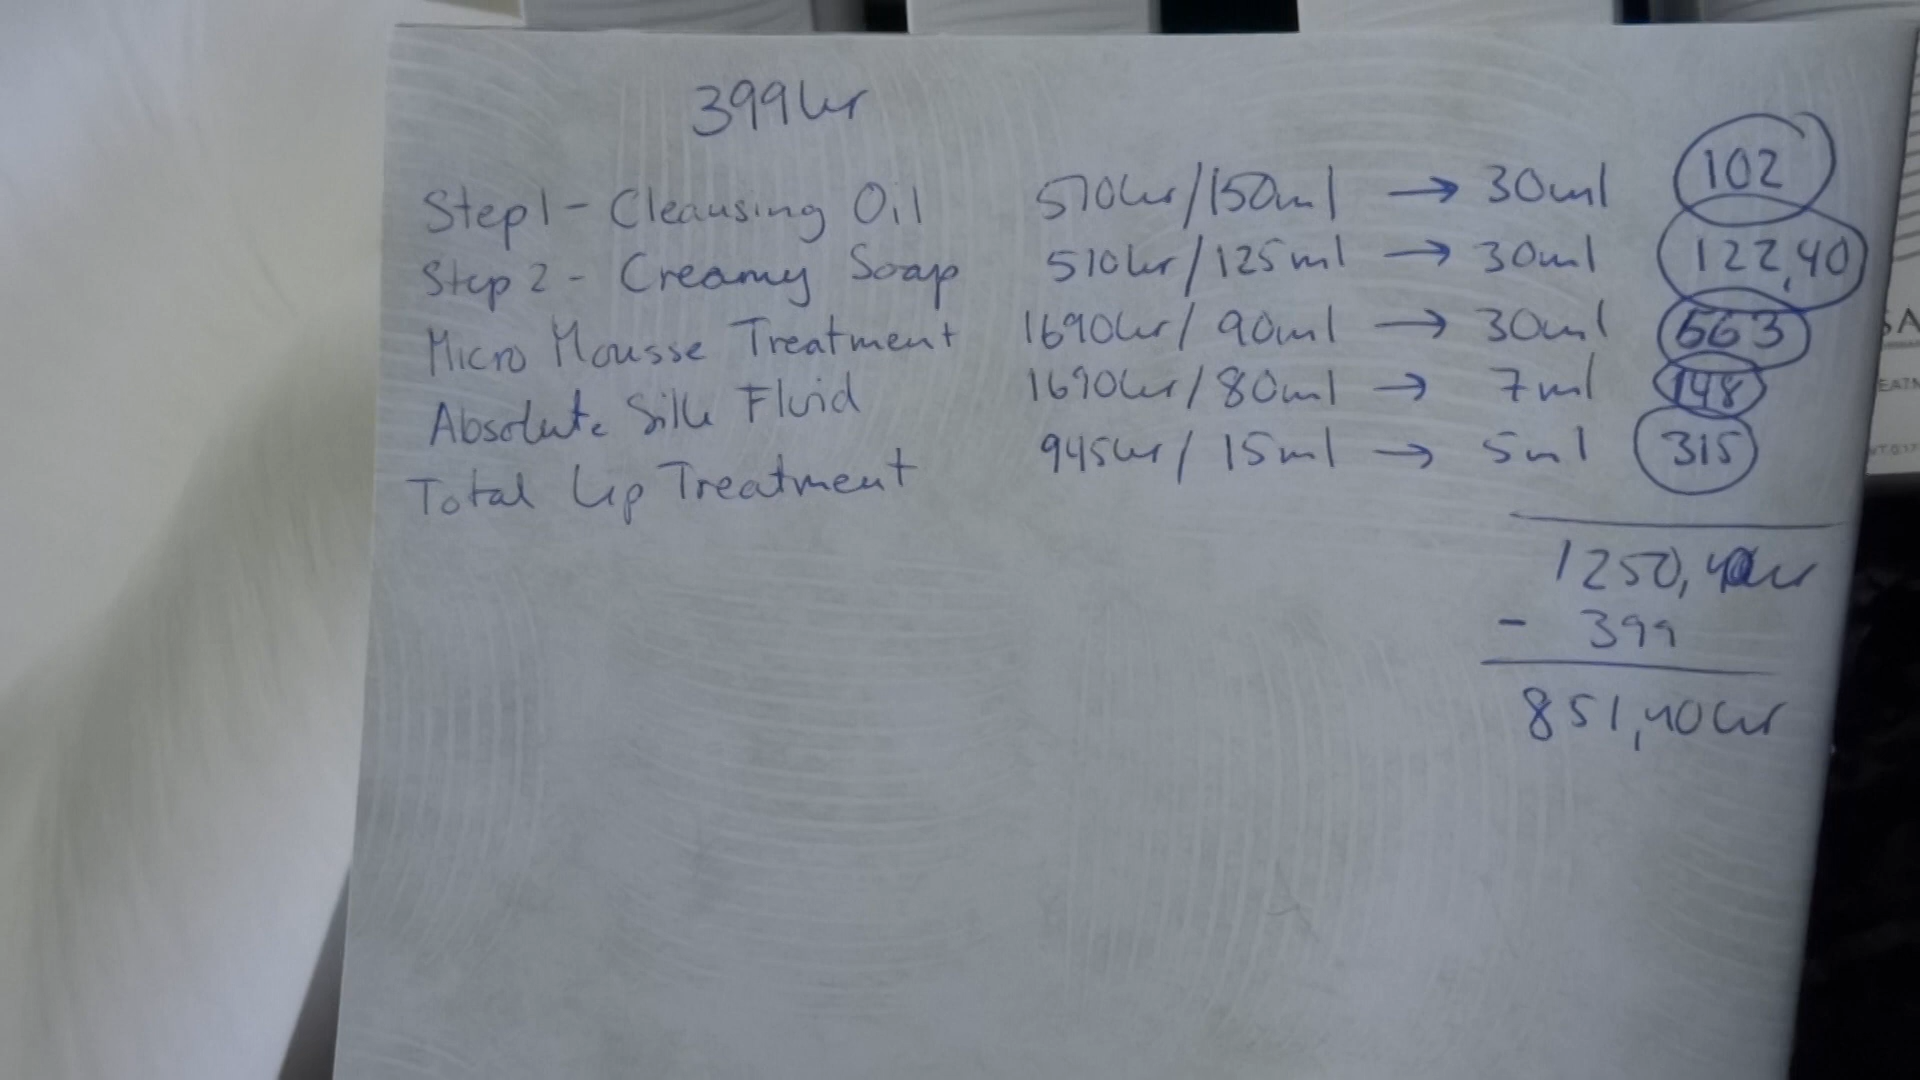 399kr
Step 1 - Cleansing Oil 510kr/150ml → 30ml 102
Step 2 - Creamy Soap 510kr/125ml → 30ml 122,40
Micro Mousse Treatment 1690kr/90ml → 30ml 563
Absolute Silk Fluid 1690kr/80ml → 7ml 148
Total Lip Treatment 945kr/15ml → 5ml 315
1250,40kr
- 399
851,40kr